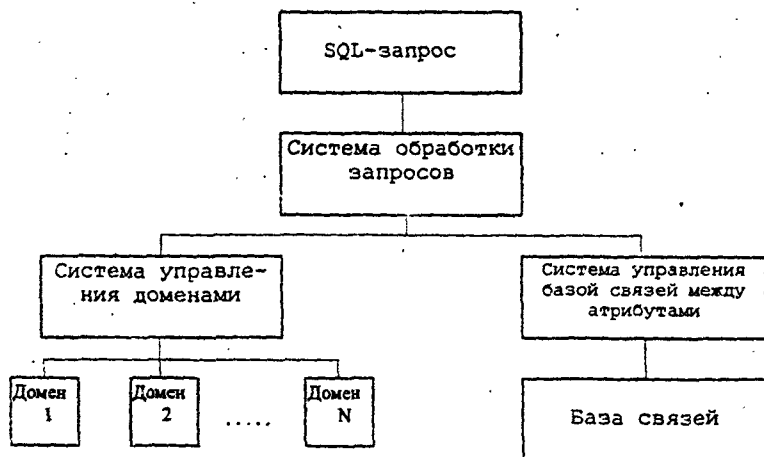 SQL-запрос
Система обработки
запросов
Система управле-
ния доменами
Система управления
базой связей между
атрибутами
Домен
1
Домен
2
.....
Домен
N
База связей